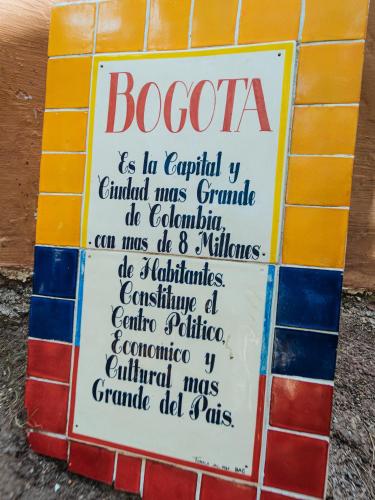 BOGOTA
Es la Capital y
Ciudad mas Grande
de Colombia,
con mas de 8 Millones
de Habitantes.
Constituye el
Centro Politico,
Economico y
Cultural mas
Grande del Pais.